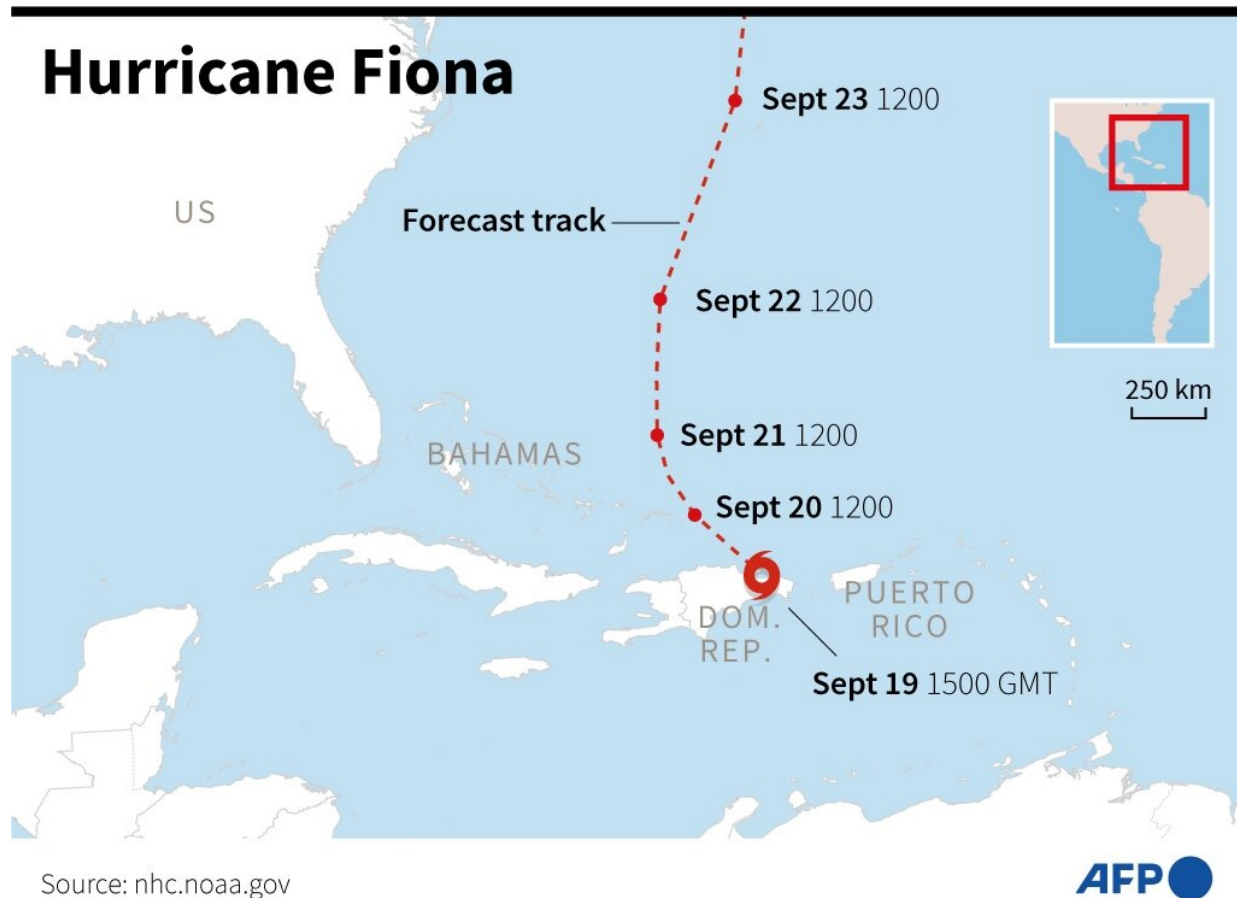 Hurricane Fiona
Sept 23 1200
US
Forecast track
Sept 22 1200
250 km
BAHAMAS
Sept 21 1200
Sept 20 1200
DOM.
REP.
PUERTO
RICO
Sept 19 1500 GMT
Source: nhc.noaa.gov
AFP